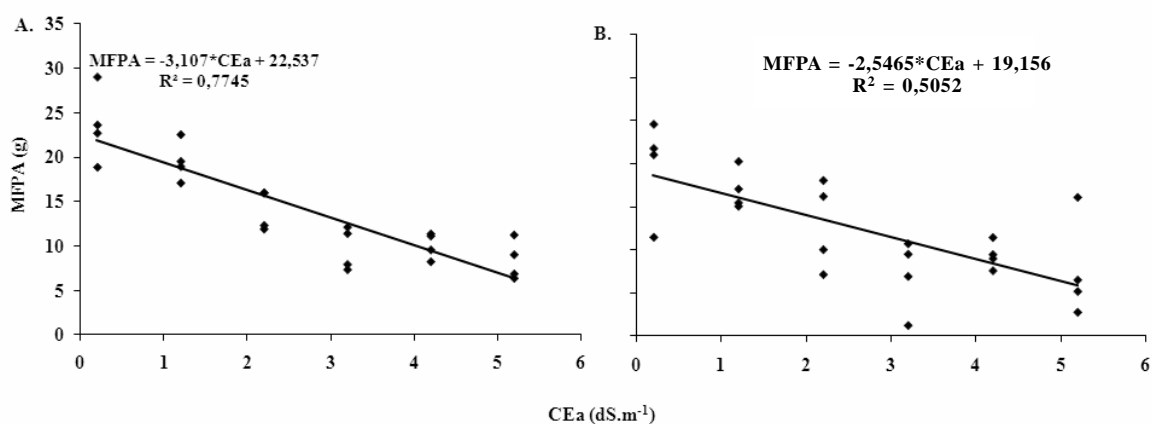 A.
MFPA = -3,107*CEa + 22,537
R² = 0,7745
35
30
25
20
15
10
5
0
MFPA (g)
0 1 2 3 4 5 6
B.
MFPA = -2,5465*CEa + 19,156
R² = 0,5052
0 1 2 3 4 5 6
CEa (dS.m⁻¹)